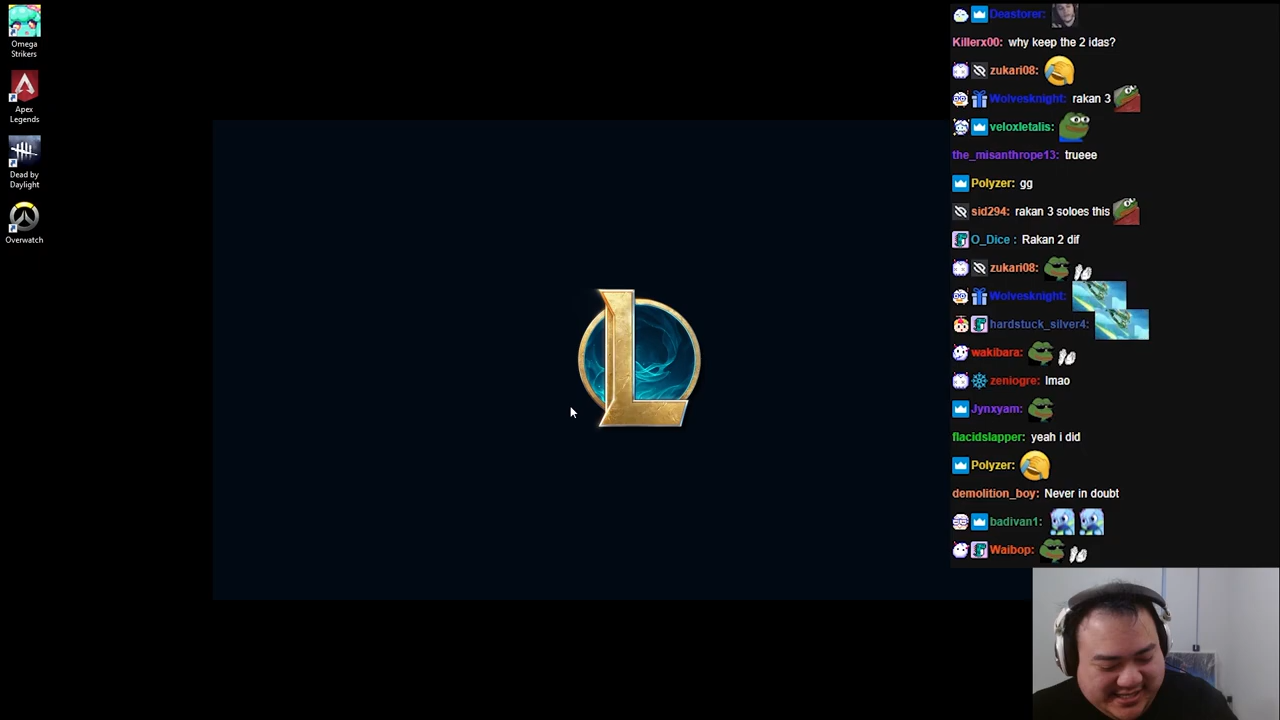 Omega
Strikers
Apex
Legends
Dead by
Daylight
Overwatch
L
Deastorer:
Killerx00: why keep the 2 idas?
zukari08:
Wolvesknight: rakan 3
veloxletalis:
the_misanthrope13: trueee
Polyzer: gg
sid294: rakan 3 soloes this
O_Dice : Rakan 2 dif
zukari08:
Wolvesknight:
hardstuck_silver4:
wakibara:
zeniogre: lmao
Jynxyam:
flacidslapper: yeah i did
Polyzer:
demolition_boy: Never in doubt
badivan1:
Waibop: